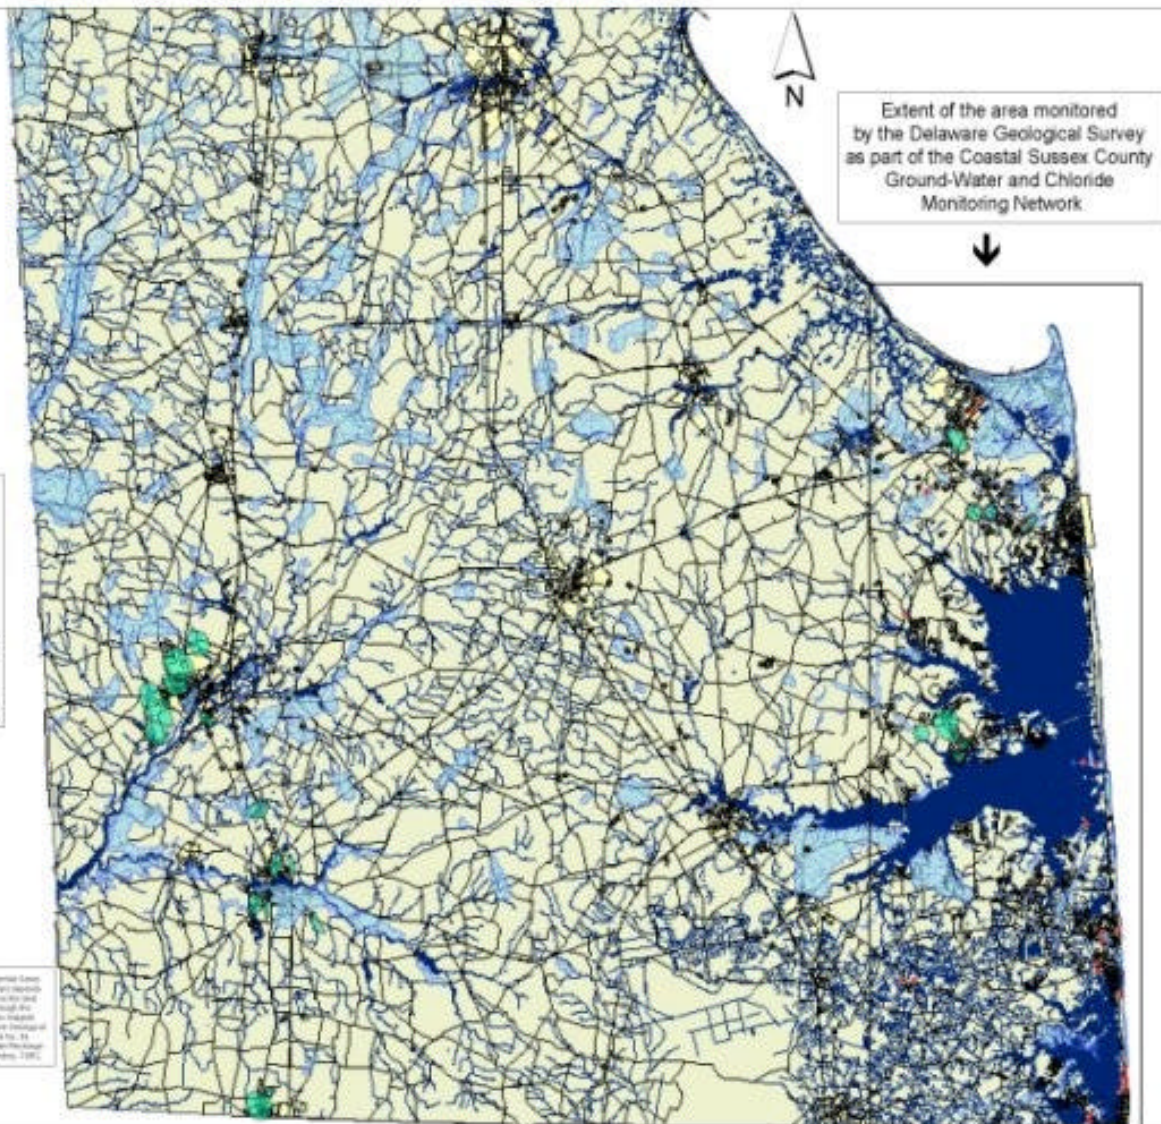 N
Extent of the area monitored
by the Delaware Geological Survey
as part of the Coastal Sussex County
Ground-Water and Chloride
Monitoring Network